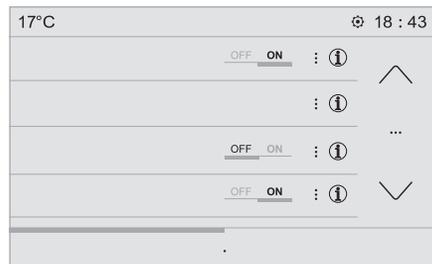 17°C 18 : 43
OFF ON : i
: i
...
OFF ON : i
OFF ON : i
.